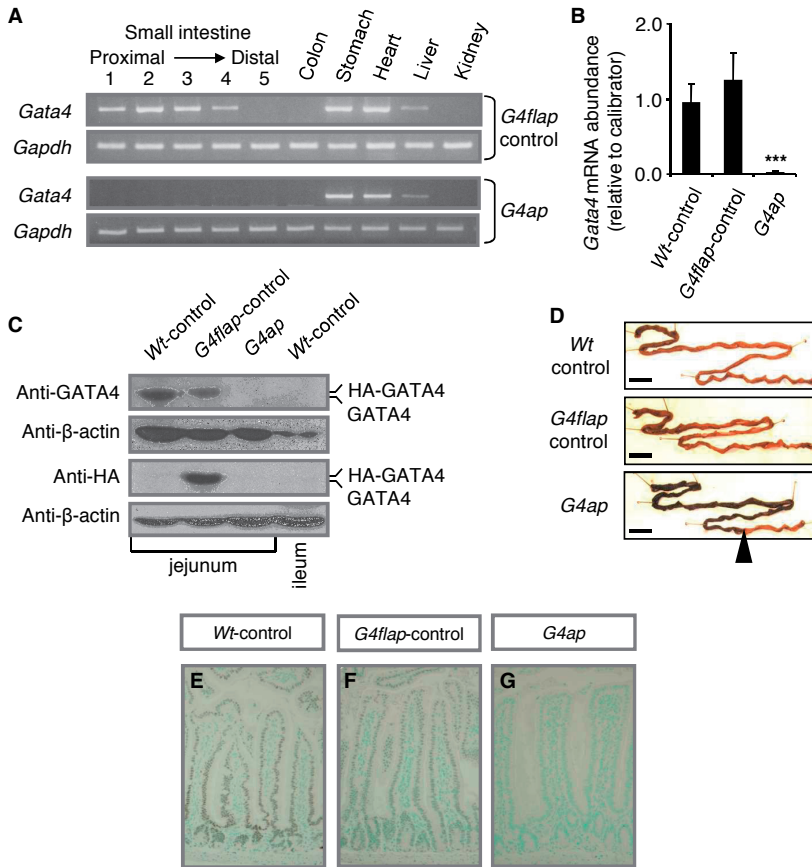 A
Small intestine
Proximal → Distal
1 2 3 4 5 Colon Stomach Heart Liver Kidney
Gata4
Gapdh
G4flap
control
Gata4
Gapdh
G4ap
B
Gata4 mRNA abundance
(relative to calibrator)
2.0
1.0
0.0
***
Wt-control
G4flap-control
G4ap
C
Wt-control G4flap-control G4ap Wt-control
Anti-GATA4
HA-GATA4
GATA4
Anti-β-actin
Anti-HA
HA-GATA4
GATA4
Anti-β-actin
jejunum
ileum
D
Wt
control
G4flap
control
G4ap
Wt-control G4flap-control G4ap
E F G